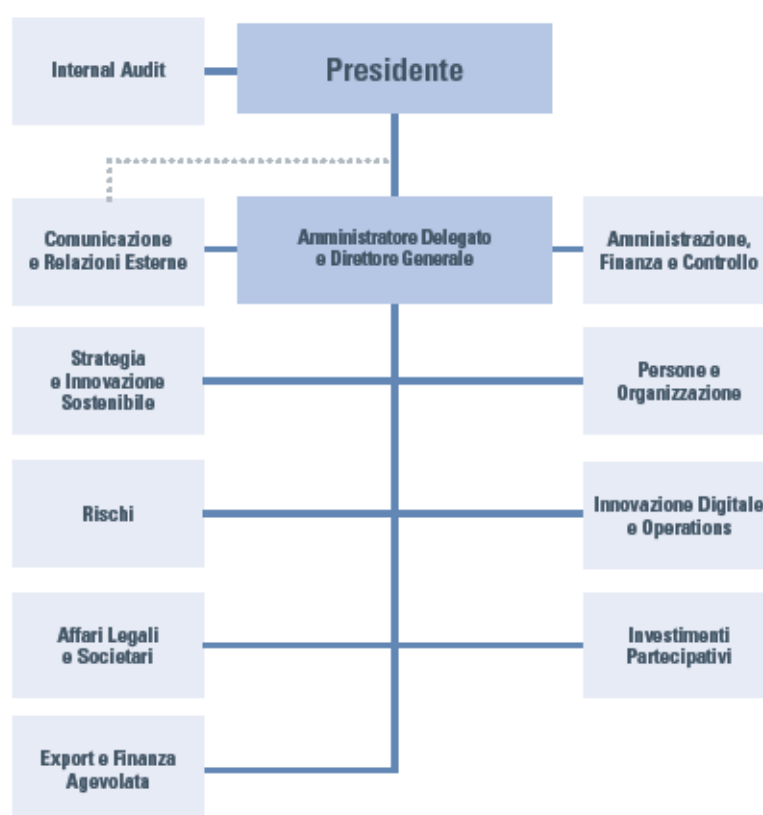 Internal Audit
Presidente
Comunicazione
e Relazioni Esterne
Amministratore Delegato
e Direttore Generale
Amministrazione,
Finanza e Controllo
Strategia
e Innovazione
Sostenibile
Persone e
Organizzazione
Rischi
Innovazione Digitale
e Operations
Affari Legali
e Societari
Investimenti
Partecipativi
Export e Finanza
Agevolata